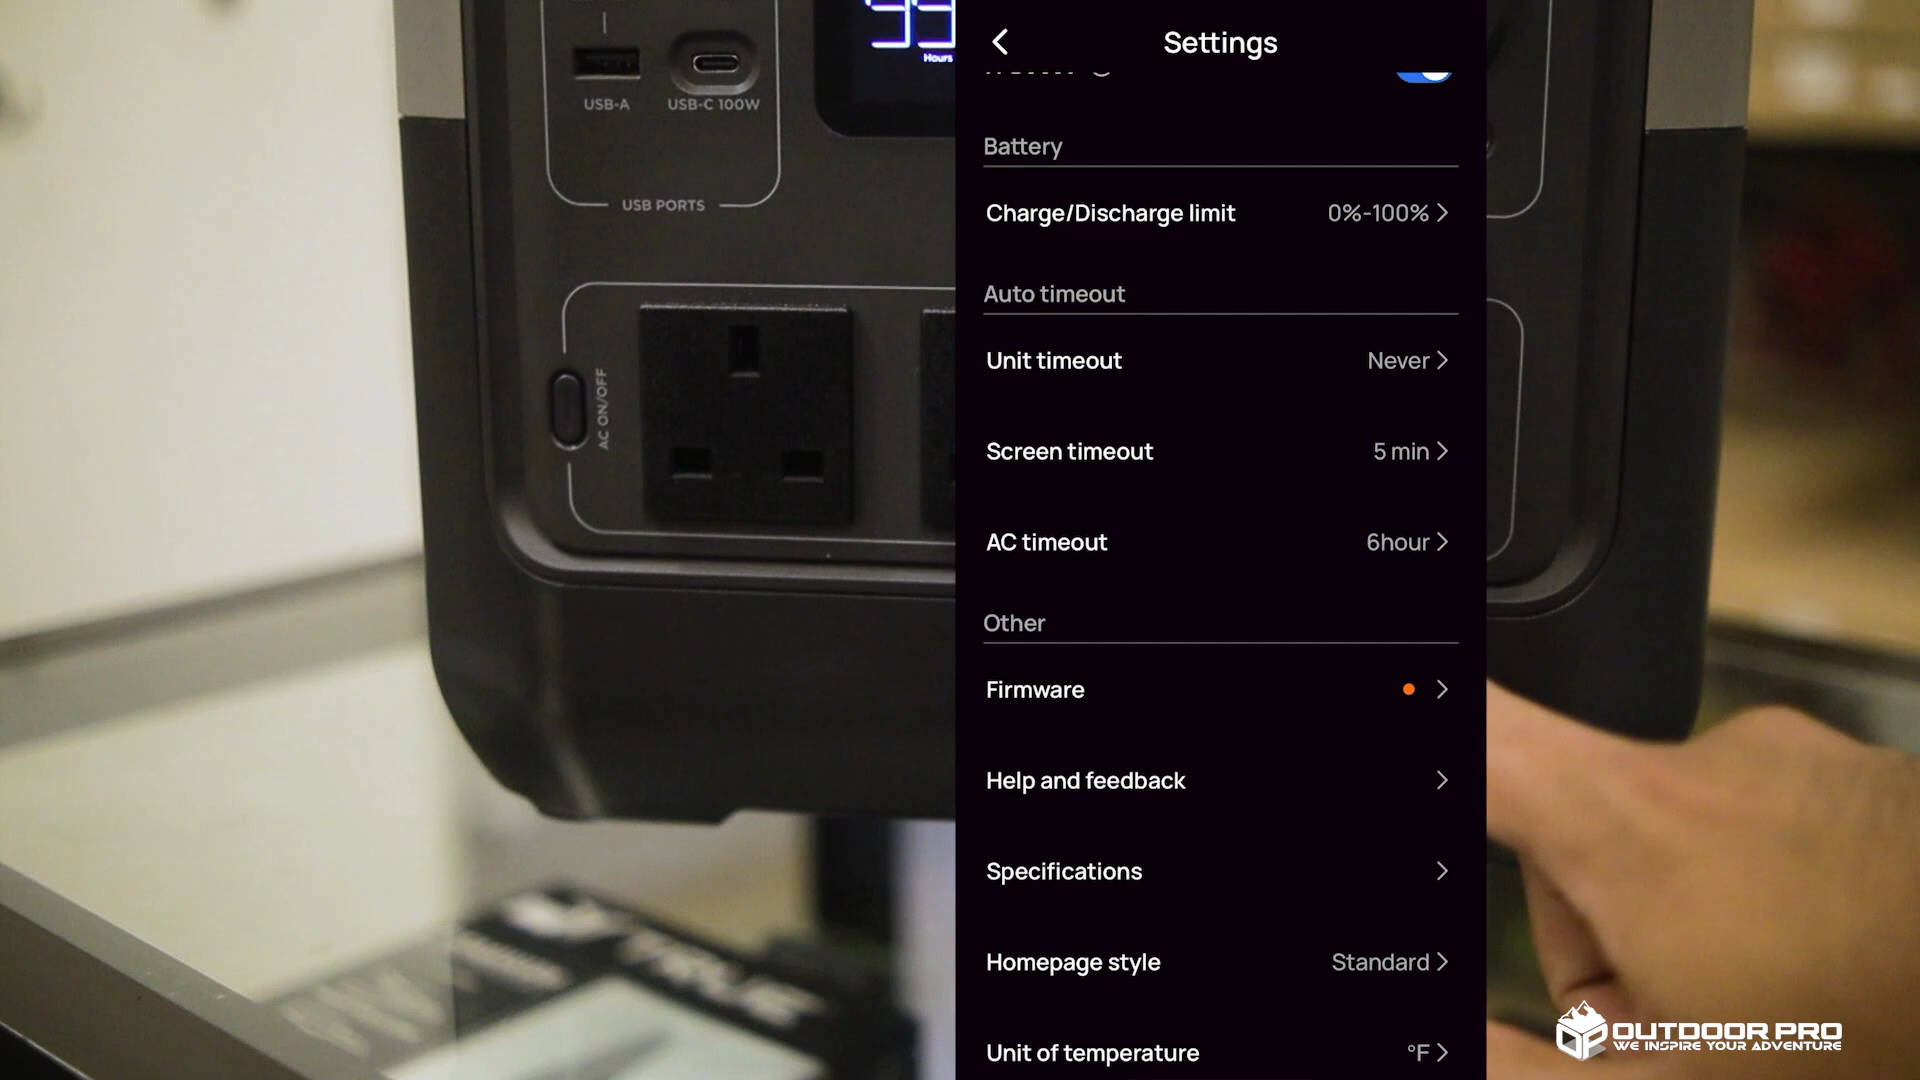 99
Hours
USB-A
USB-C 100W
USB PORTS
AC ON/OFF
Settings
Battery
Charge/Discharge limit 0%-100%
Auto timeout
Unit timeout Never
Screen timeout 5 min
AC timeout 6hour
Other
Firmware
Help and feedback
Specifications
Homepage style Standard
Unit of temperature °F
TRUE
OUTDOOR PRO
WE INSPIRE YOUR ADVENTURE